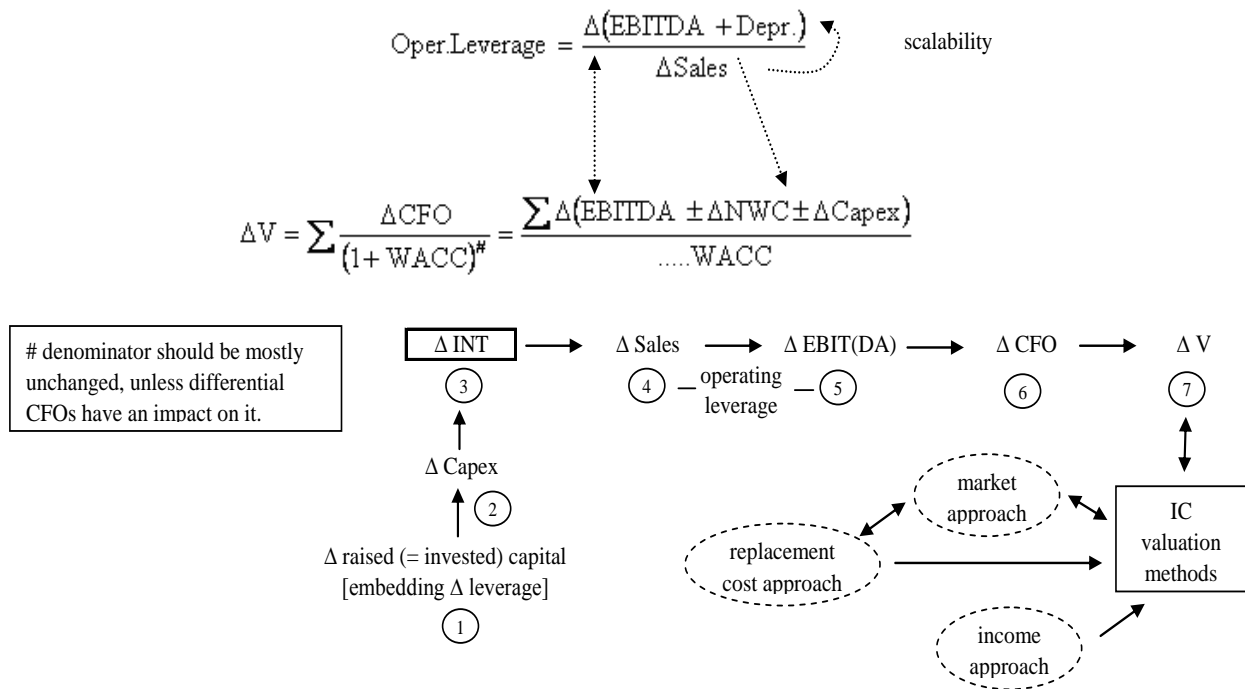 Oper.Leverage = Δ(EBITDA + Depr.) / ΔSales
scalability
ΔV = ∑ ΔCFO / (1+ WACC)^# = ∑ Δ(EBITDA ± ΔNWC ± ΔCapex) / .....WACC
# denominator should be mostly
unchanged, unless differential
CFOs have an impact on it.
Δ INT
Δ Sales
Δ EBIT(DA)
Δ CFO
Δ V
3
4
operating
leverage
5
6
7
Δ Capex
2
Δ raised (= invested) capital
[embedding Δ leverage]
1
market
approach
replacement
cost approach
income
approach
IC
valuation
methods